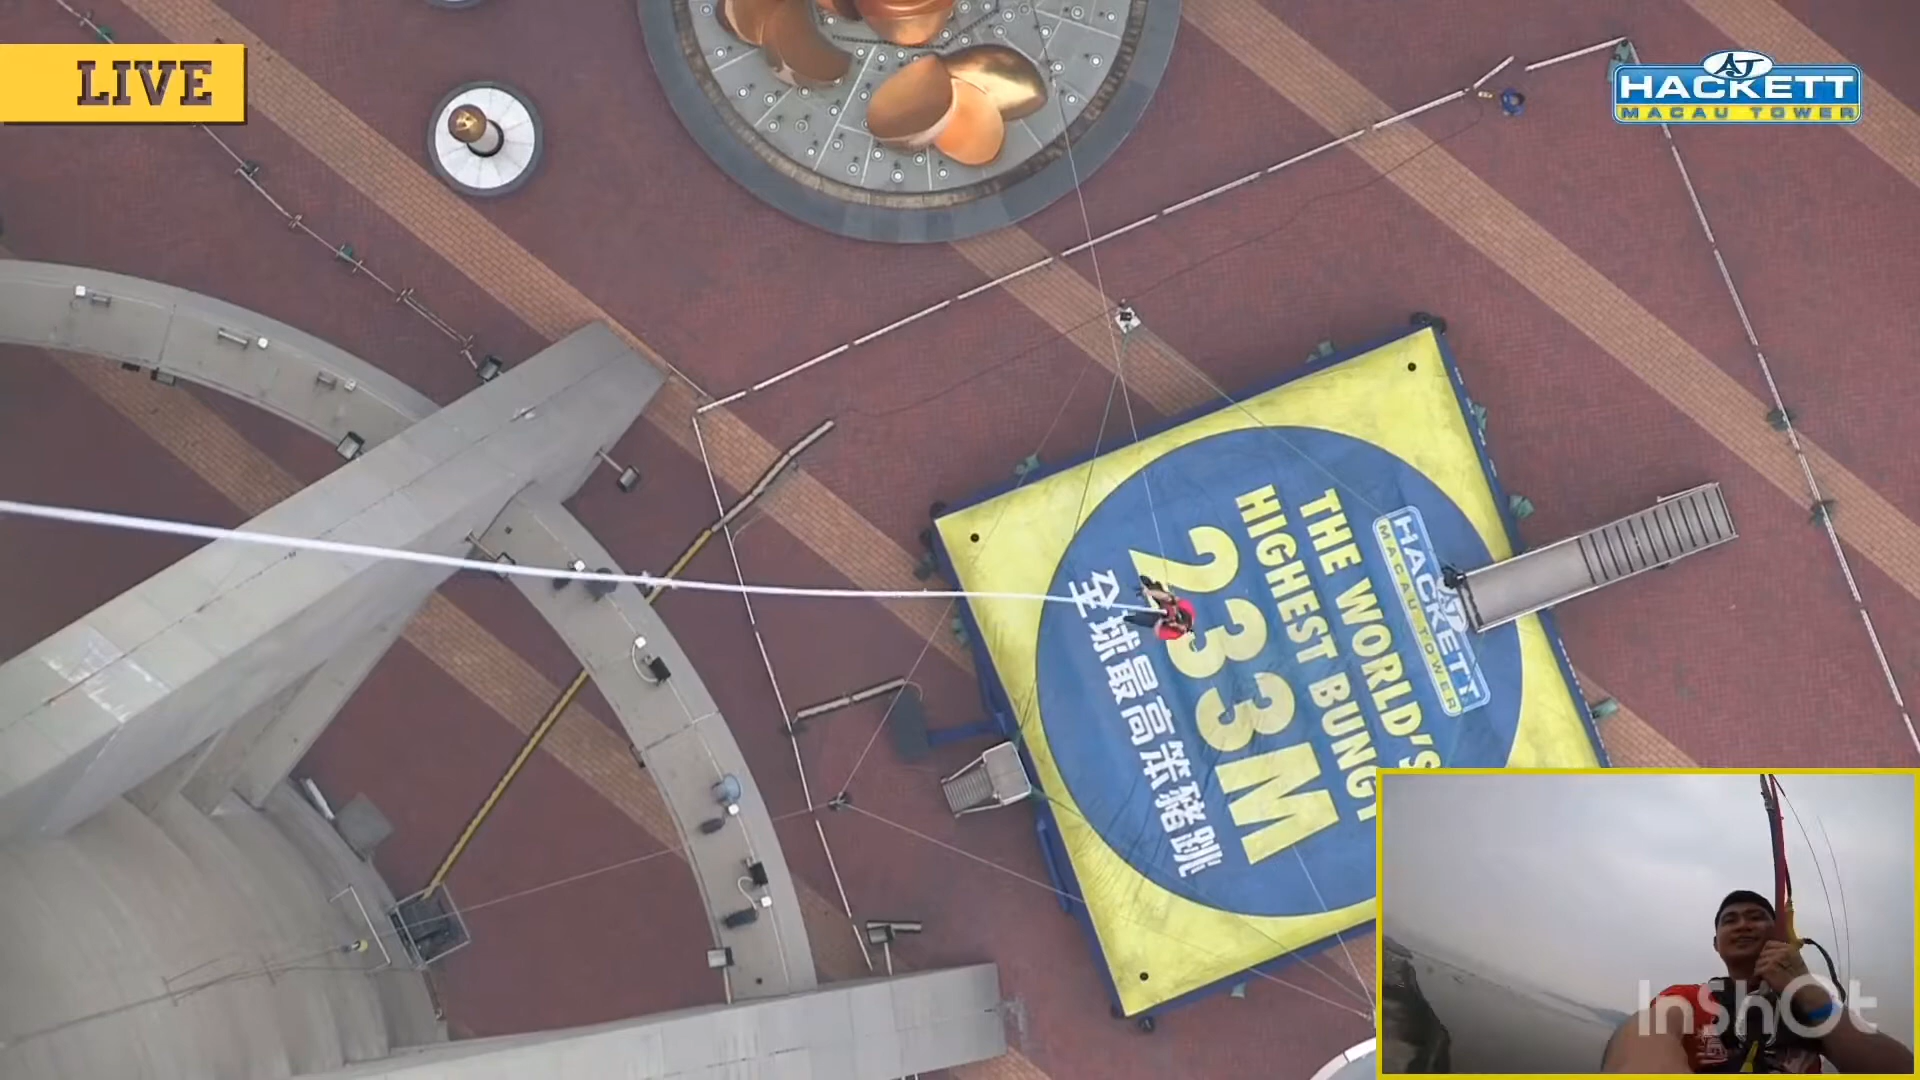 LIVE
AJ
HACKETT
MACAU TOWER
AJ
HACKETT
MACAU TOWER
THE WORLD'S
HIGHEST BUNGY
233M
全球最高笨豬跳
InShOt